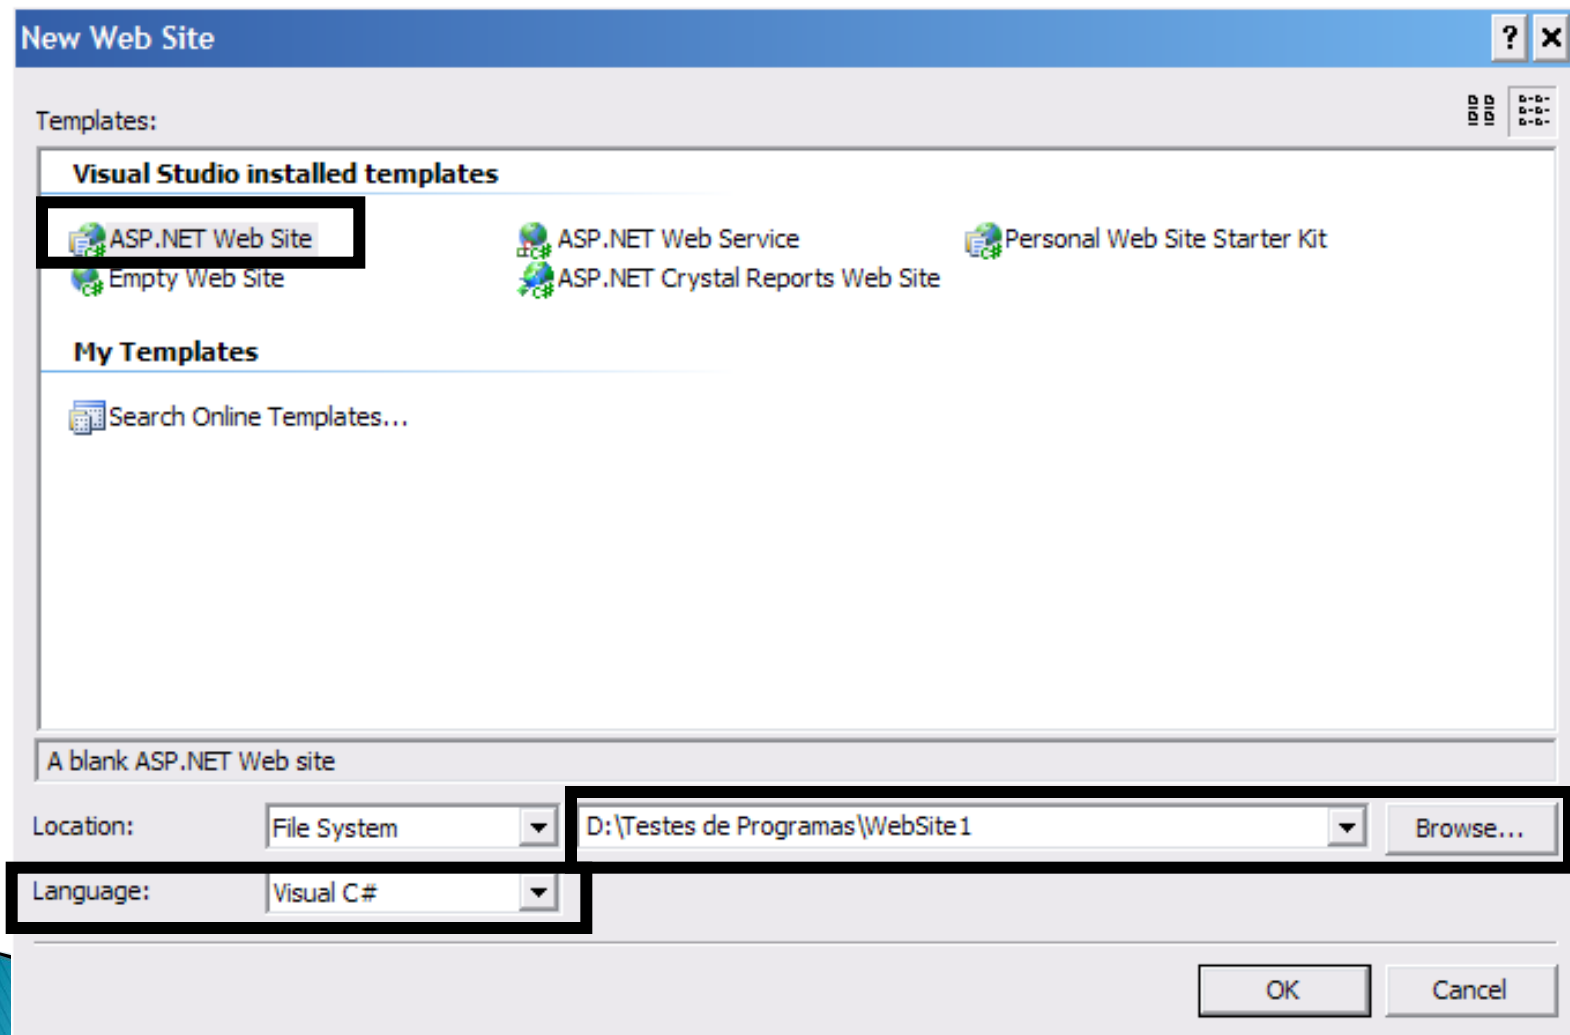 New Web Site ?
Templates:
Visual Studio installed templates
ASP.NET Web Site ASP.NET Web Service Personal Web Site Starter Kit
Empty Web Site ASP.NET Crystal Reports Web Site
My Templates
Search Online Templates...
A blank ASP.NET Web site
Location: File System D:\Testes de Programas\WebSite1 Browse...
Language: Visual C#
OK Cancel